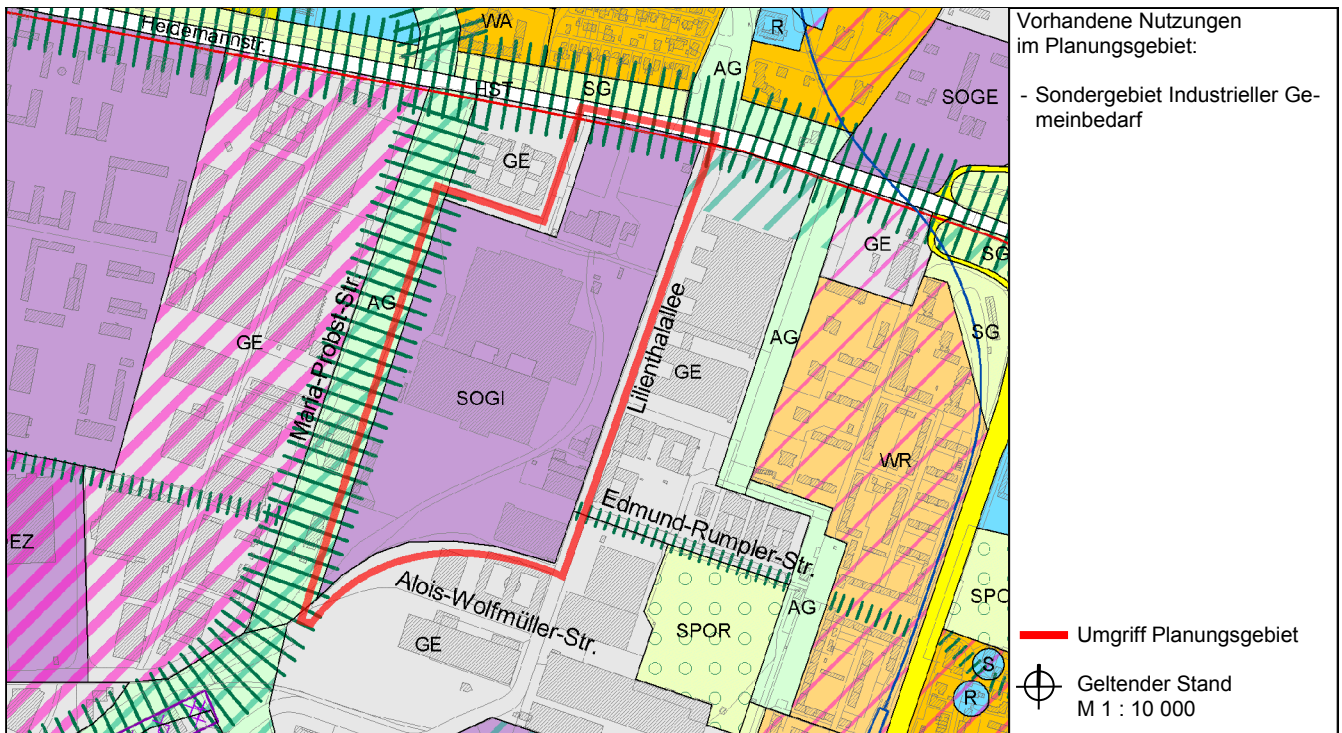 Heidemannstr.
WA
R
AG
SOGE
HST
SG
GE
GE
SG
AG
Maria-Probst-Str.
GE
Lilienthalallee
AG
SG
GE
SOGI
WR
OEZ
Edmund-Rumpler-Str.
Alois-Wolfmüller-Str.
AG
SPOR
SPO
GE
S
R
Vorhandene Nutzungen
im Planungsgebiet:
- Sondergebiet Industrieller Ge-
meinbedarf
Umgriff Planungsgebiet
Geltender Stand
M 1 : 10 000